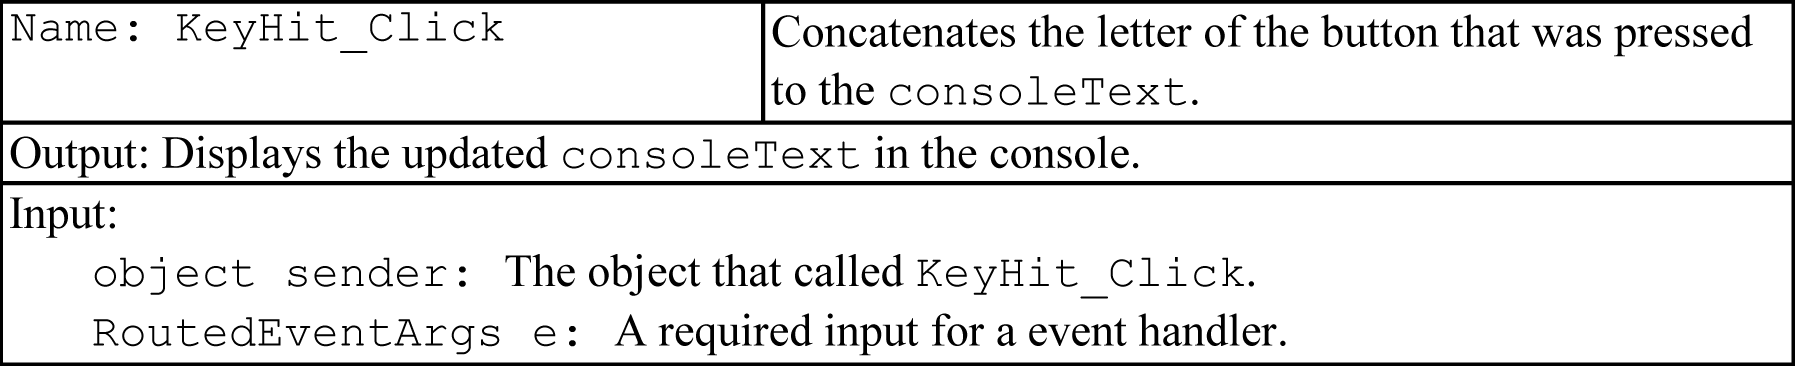 Name: KeyHit_Click
Concatenates the letter of the button that was pressed
to the consoleText.
Output: Displays the updated consoleText in the console.
Input:
object sender: The object that called KeyHit_Click.
RoutedEventArgs e: A required input for a event handler.